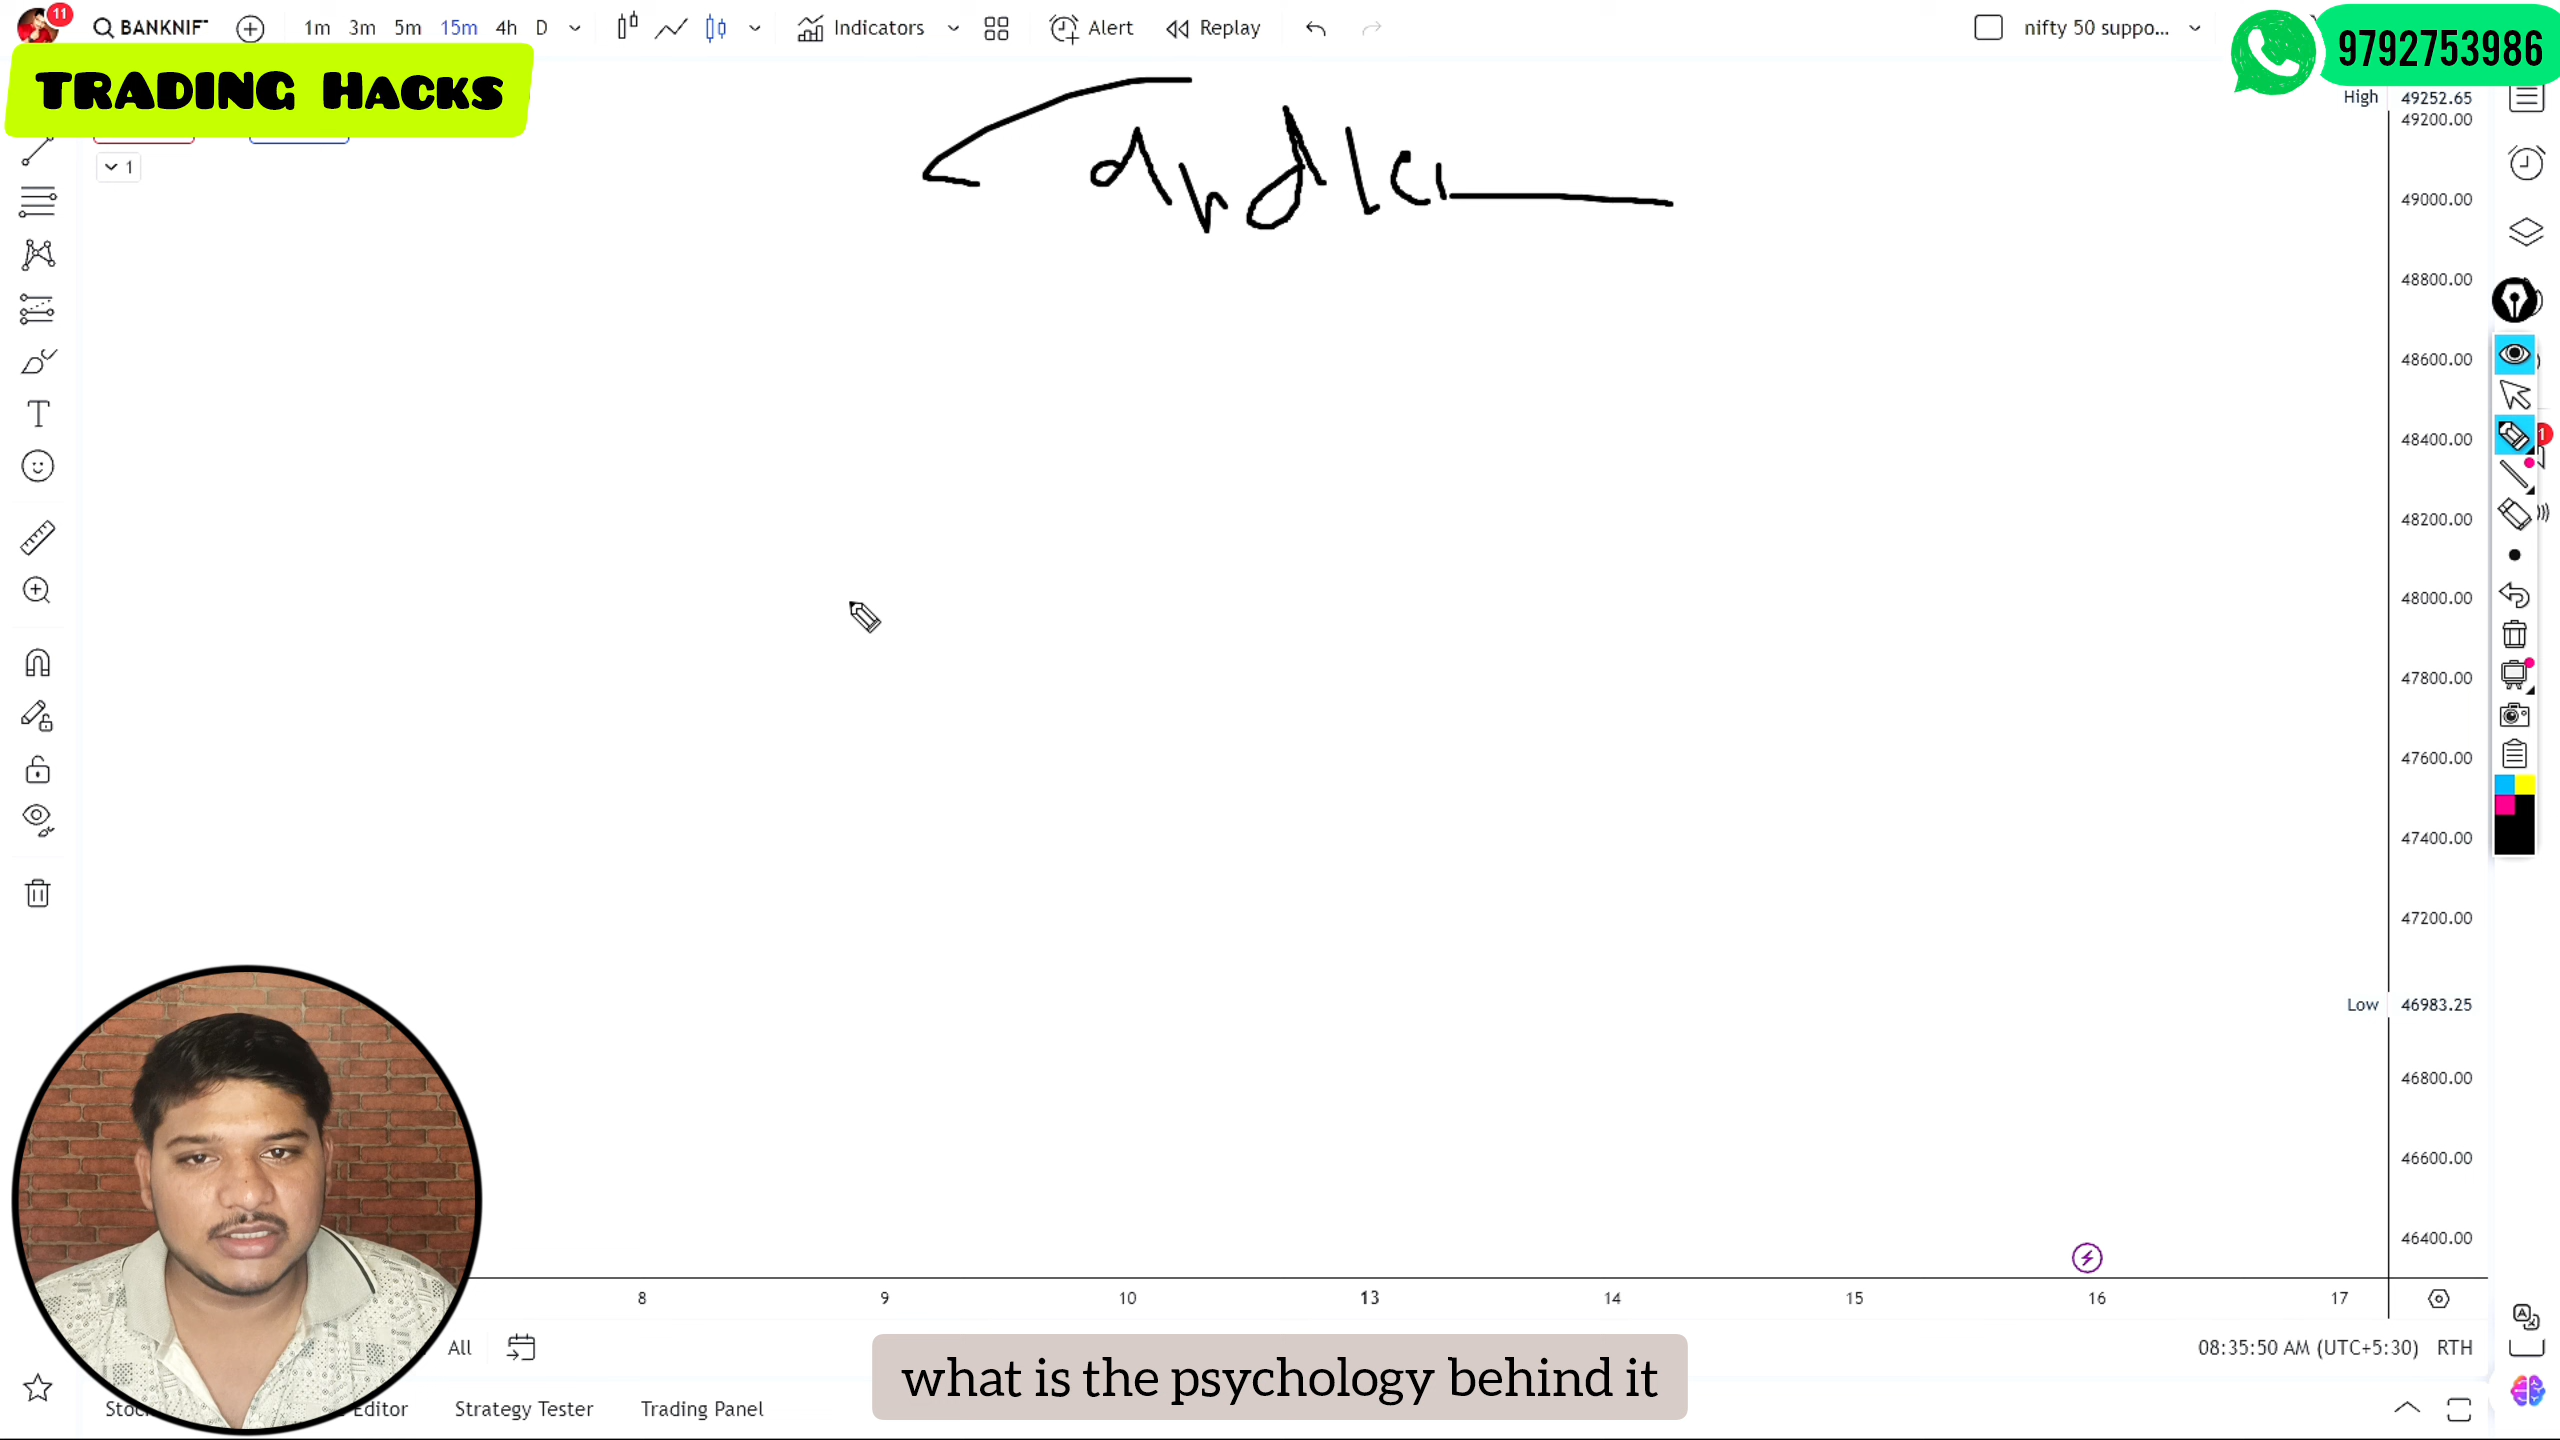 11
BANKNIF
1m 3m 5m 15m 4h D
Indicators
Alert
Replay
nifty 50 suppo...
9792753986
TRADING HACKS
1
High 49252.65
49200.00
49000.00
48800.00
48600.00
48400.00
1
48200.00
48000.00
47800.00
47600.00
47400.00
47200.00
Low 46983.25
46800.00
46600.00
46400.00
8 9 10 13 14 15 16 17
All
08:35:50 AM (UTC+5:30) RTH
what is the psychology behind it
Editor Strategy Tester Trading Panel